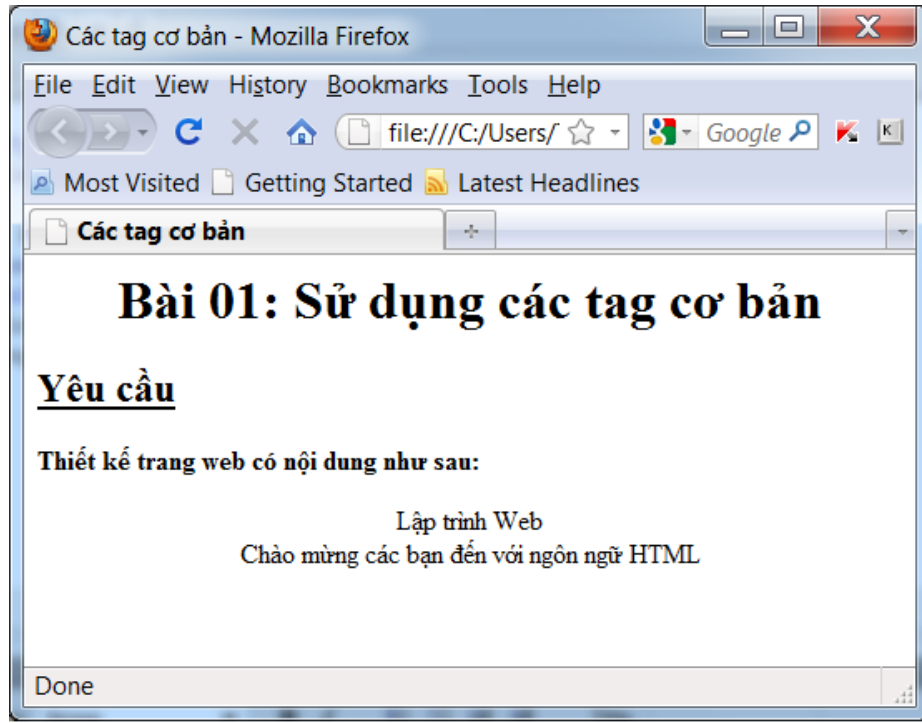 Các tag cơ bản - Mozilla Firefox
File Edit View History Bookmarks Tools Help
file:///C:/Users/ Google K
Most Visited Getting Started Latest Headlines
Các tag cơ bản
Bài 01: Sử dụng các tag cơ bản
Yêu cầu
Thiết kế trang web có nội dung như sau:
Lập trình Web
Chào mừng các bạn đến với ngôn ngữ HTML
Done